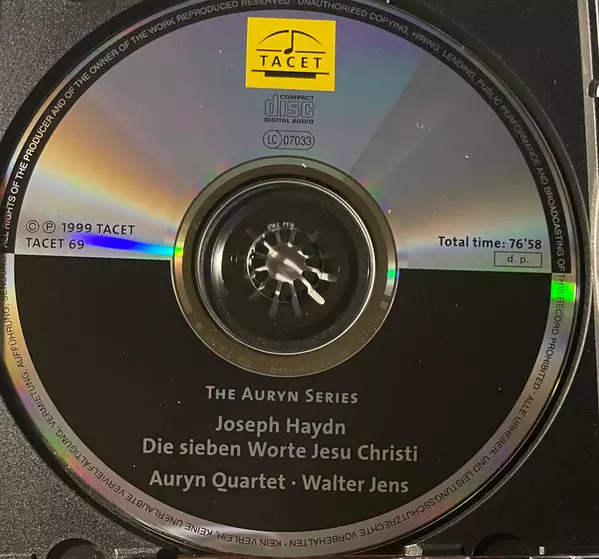 TACET
COMPACT
disc
DIGITAL AUDIO
LC 07033
© ℗ 1999 TACET
TACET 69
Total time: 76'58
d. p.
THE AURYN SERIES
Joseph Haydn
Die sieben Worte Jesu Christi
Auryn Quartet · Walter Jens
ALL RIGHTS OF THE PRODUCER AND OF THE OWNER OF THE WORK REPRODUCED RESERVED · UNAUTHORIZED COPYING, HIRING, LENDING, PUBLIC PERFORMANCE AND BROADCASTING OF THIS RECORD PROHIBITED · ALLE URHEBER- UND LEISTUNGSSCHUTZRECHTE VORBEHALTEN · KEIN VERLEIH, KEINE UNERLAUBTE VERVIELFÄLTIGUNG, VERMIETUNG, AUFFÜHRUNG, SENDUNG